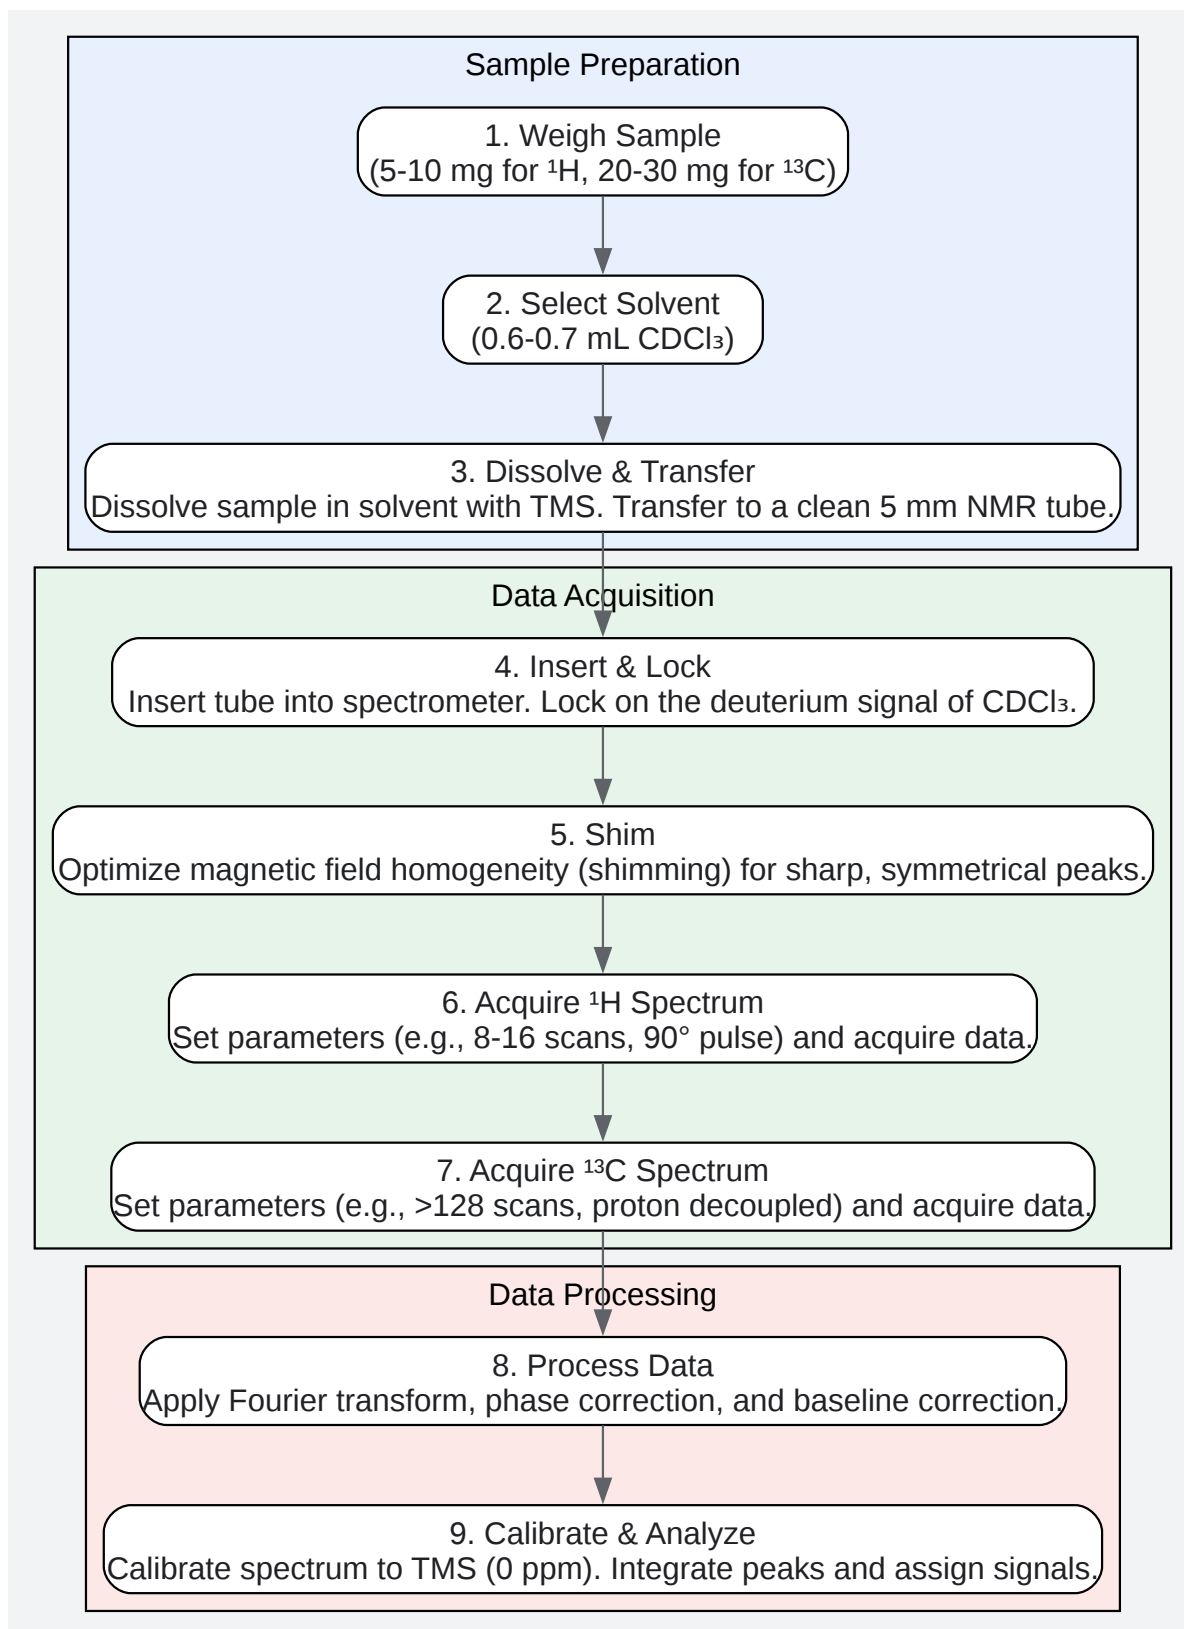 Sample Preparation
1. Weigh Sample
(5-10 mg for ¹H, 20-30 mg for ¹³C)
2. Select Solvent
(0.6-0.7 mL CDCl₃)
3. Dissolve & Transfer
Dissolve sample in solvent with TMS. Transfer to a clean 5 mm NMR tube.
Data Acquisition
4. Insert & Lock
Insert tube into spectrometer. Lock on the deuterium signal of CDCl₃.
5. Shim
Optimize magnetic field homogeneity (shimming) for sharp, symmetrical peaks.
6. Acquire ¹H Spectrum
Set parameters (e.g., 8-16 scans, 90° pulse) and acquire data.
7. Acquire ¹³C Spectrum
Set parameters (e.g., >128 scans, proton decoupled) and acquire data.
Data Processing
8. Process Data
Apply Fourier transform, phase correction, and baseline correction.
9. Calibrate & Analyze
Calibrate spectrum to TMS (0 ppm). Integrate peaks and assign signals.